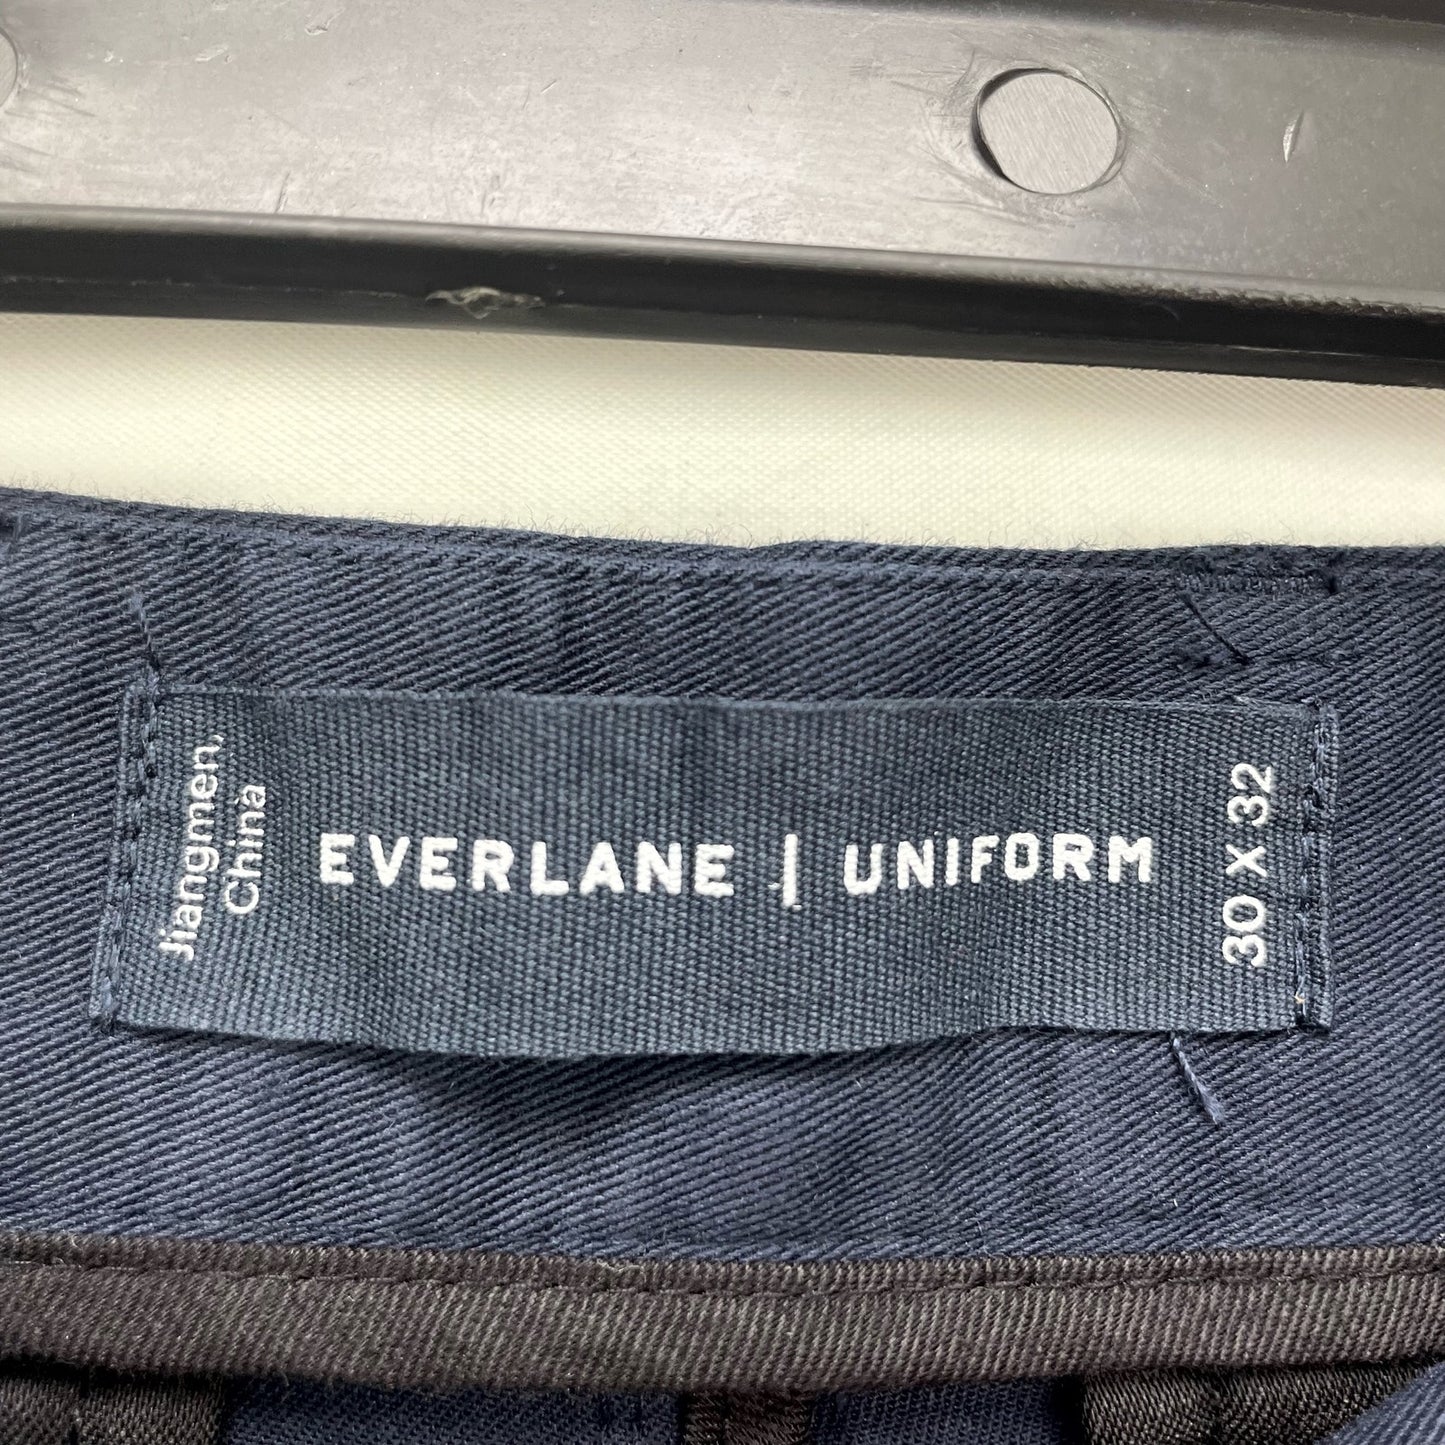 Jiangmen,
China
EVERLANE | UNIFORM
30 X 32